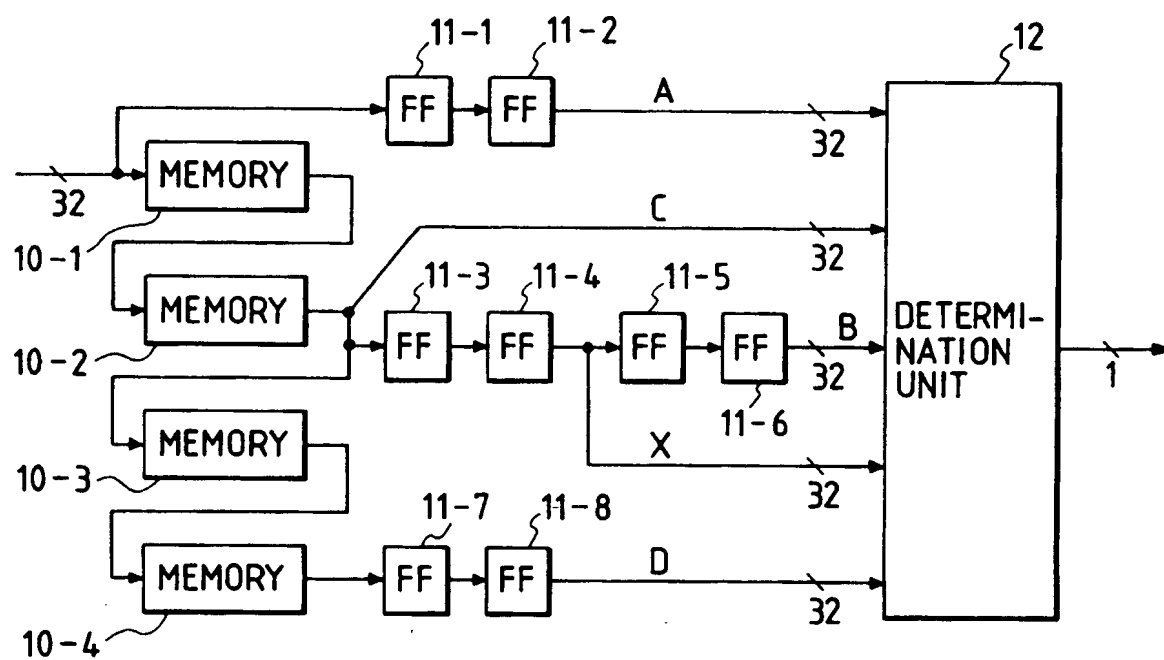 11-1
11-2
12
FF
FF
A
32
MEMORY
32
10-1
C
32
MEMORY
10-2
11-3
11-4
11-5
FF
FF
FF
FF
B
32
11-6
DETERMI-
NATION
UNIT
1
MEMORY
10-3
X
32
11-7
11-8
MEMORY
FF
FF
D
32
10-4